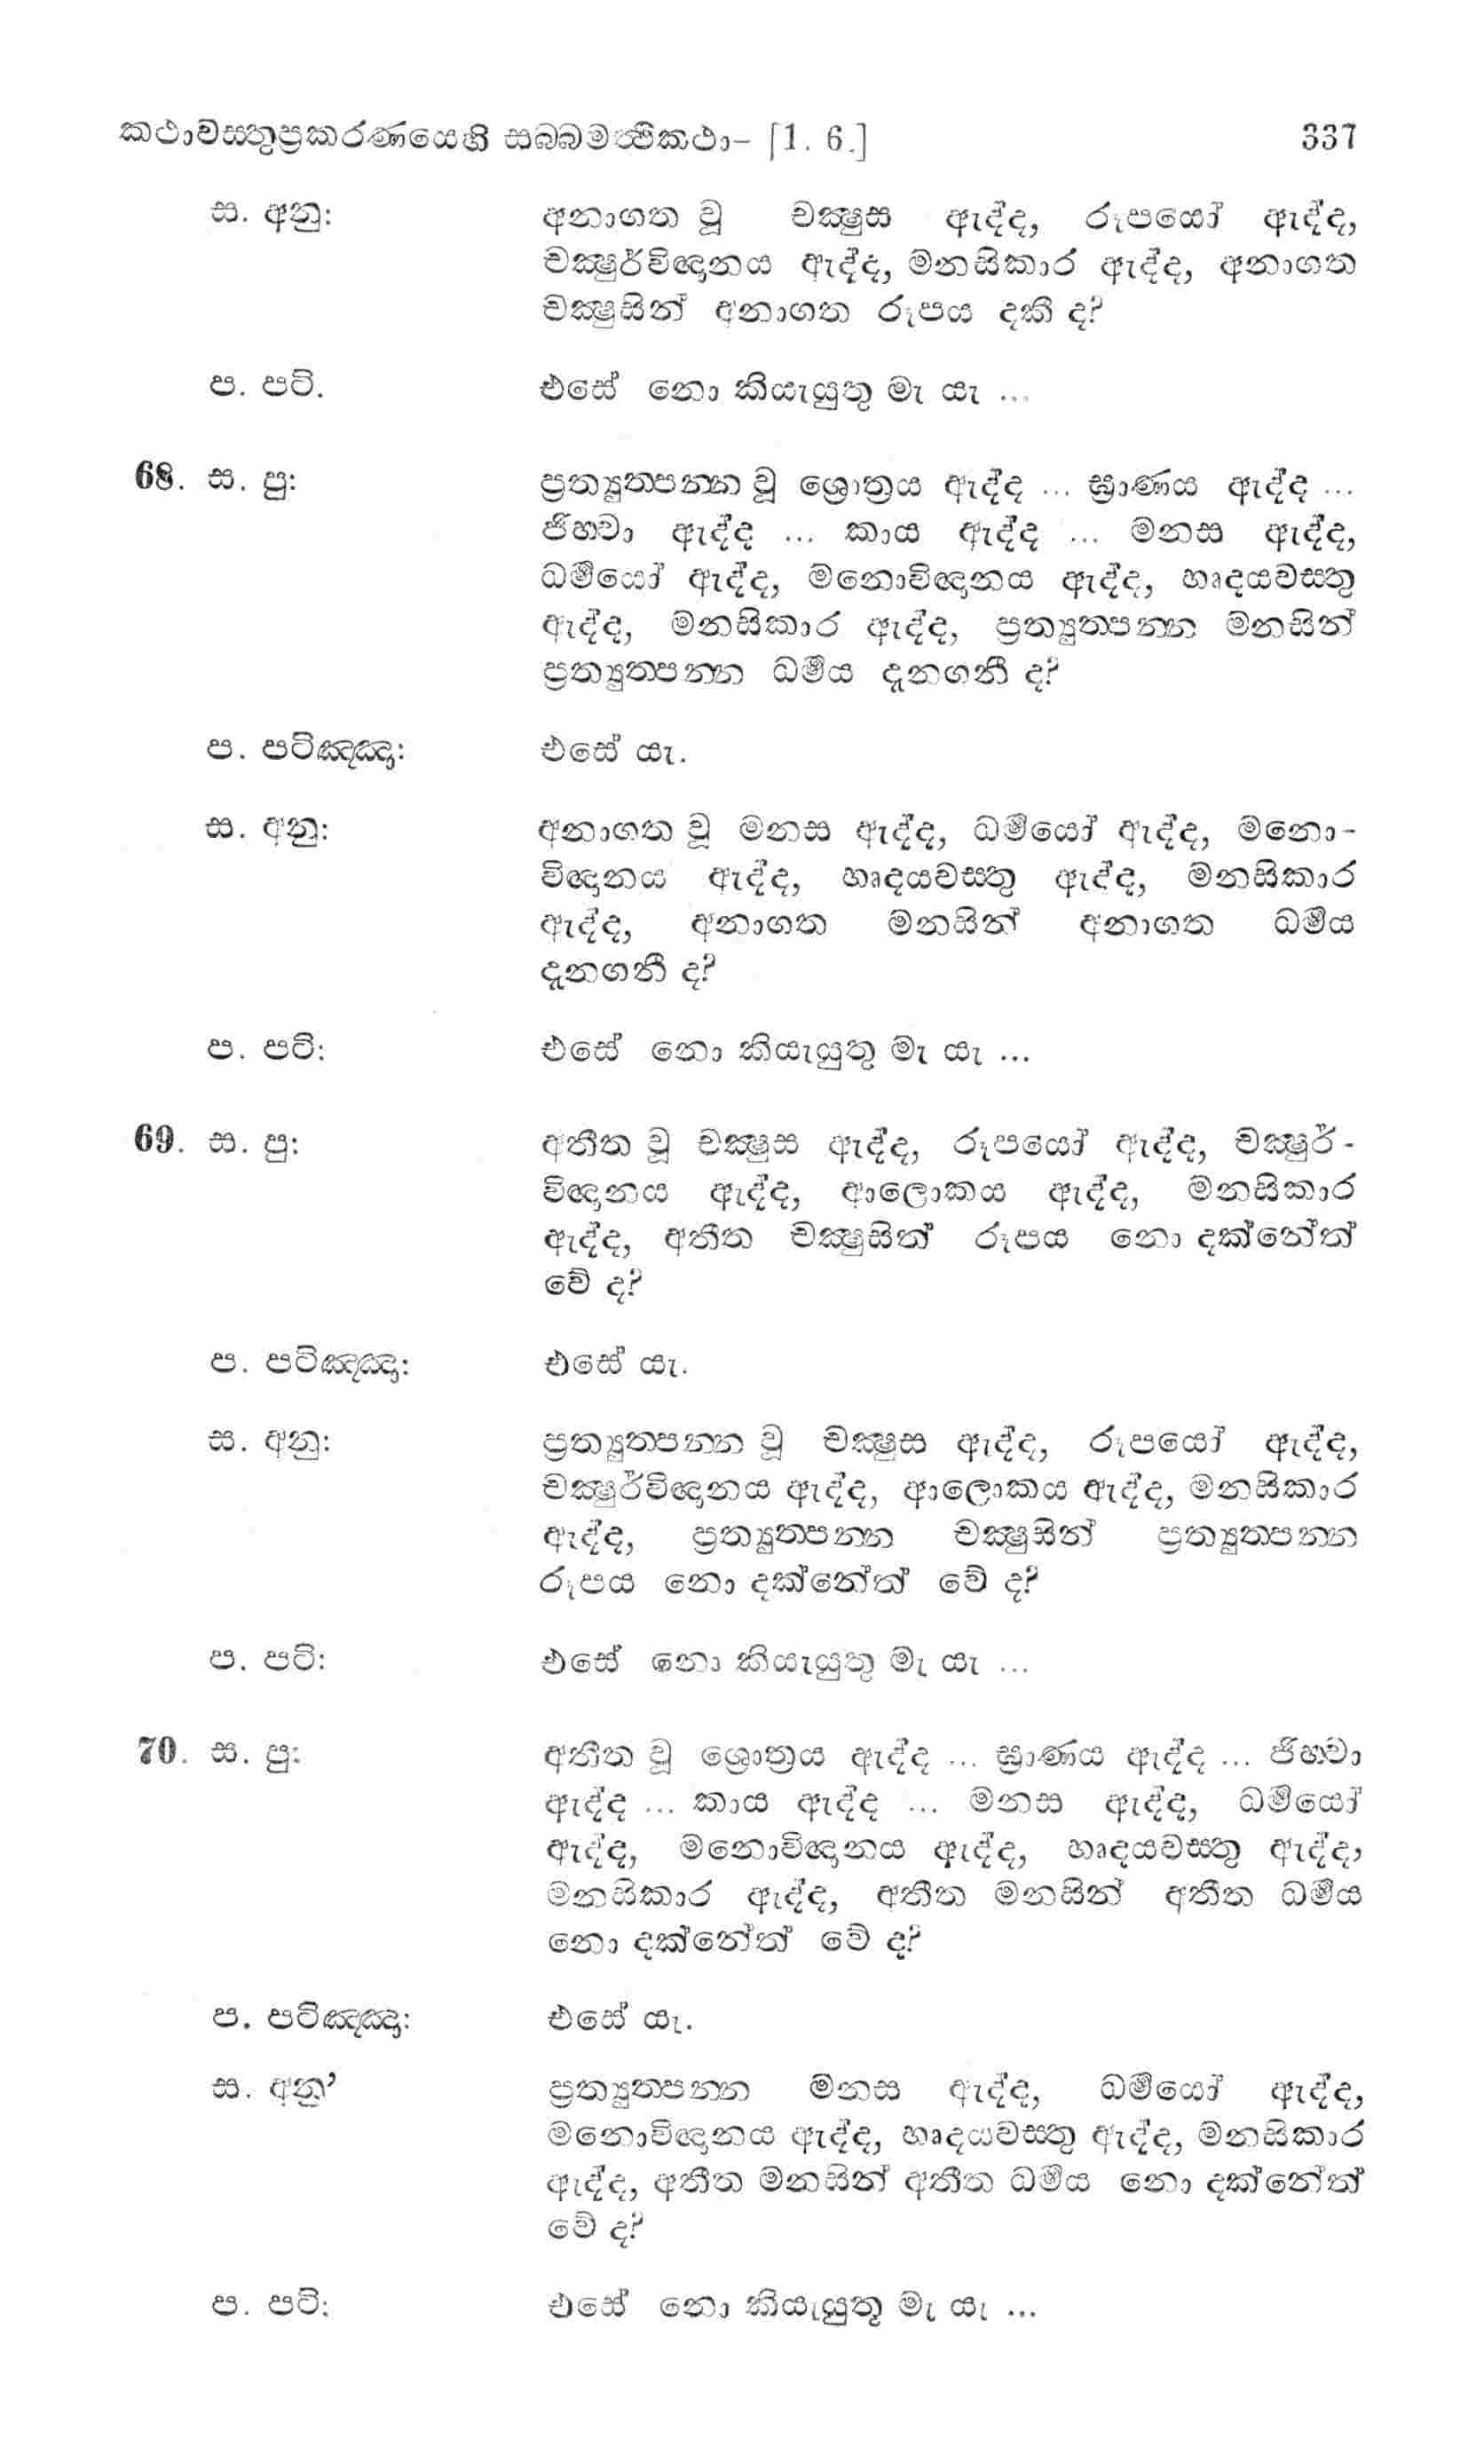 කථාවස්තුප්‍රකරණයෙහි සබ්බමත්ථිකථා– [1. 6.] 337
ස. අනු: අනාගත වූ චක්‍ෂුස ඇද්ද, රූපයෝ ඇද්ද,
චක්‍ෂුර්විඥානය ඇද්ද, මනසිකාර ඇද්ද, අනාගත
චක්‍ෂුසින් අනාගත රූපය දකී ද?
ප. පටි. එසේ නො කියැයුතු මැ යැ ...
68. ස. පු: ප්‍රත්‍යුත්පන්න වූ ශ්‍රොත්‍රය ඇද්ද ... ඝ්‍රාණය ඇද්ද ...
ජිහ්වා ඇද්ද ... කාය ඇද්ද ... මනස ඇද්ද,
ධර්‍මයෝ ඇද්ද, මනොවිඥානය ඇද්ද, හෘදයවස්තු
ඇද්ද, මනසිකාර ඇද්ද, ප්‍රත්‍යුත්පන්න මනසින්
ප්‍රත්‍යුත්පන්න ධර්‍මය දැනගනී ද?
ප. පටිඤ්ඤා: එසේ යැ.
ස. අනු: අනාගත වූ මනස ඇද්ද, ධර්‍මයෝ ඇද්ද, මනො-
විඥානය ඇද්ද, හෘදයවස්තු ඇද්ද, මනසිකාර
ඇද්ද, අනාගත මනසින් අනාගත ධර්‍මය
දැනගනී ද?
ප. පටි: එසේ නො කියැයුතු මැ යැ ...
69. ස. පු: අතීත වූ චක්‍ෂුස ඇද්ද, රූපයෝ ඇද්ද, චක්‍ෂුර්-
විඥානය ඇද්ද, ආලොකය ඇද්ද, මනසිකාර
ඇද්ද, අතීත චක්‍ෂුසින් රූපය නො දක්නේත්
වේ ද?
ප. පටිඤ්ඤා: එසේ යැ.
ස. අනු: ප්‍රත්‍යුත්පන්න වූ චක්‍ෂුස ඇද්ද, රූපයෝ ඇද්ද,
චක්‍ෂුර්විඥානය ඇද්ද, ආලොකය ඇද්ද, මනසිකාර
ඇද්ද, ප්‍රත්‍යුත්පන්න චක්‍ෂුසින් ප්‍රත්‍යුත්පන්න
රූපය නො දක්නේත් වේ ද?
ප. පටි: එසේ නො කියැයුතු මැ යැ ...
70. ස. පු: අතීත වූ ශ්‍රොත්‍රය ඇද්ද ... ඝ්‍රාණය ඇද්ද ... ජිහ්වා
ඇද්ද ... කාය ඇද්ද ... මනස ඇද්ද, ධර්‍මයෝ
ඇද්ද, මනොවිඥානය ඇද්ද, හෘදයවස්තු ඇද්ද,
මනසිකාර ඇද්ද, අතීත මනසින් අතීත ධර්‍මය
නො දක්නේත් වේ ද?
ප. පටිඤ්ඤා: එසේ යැ.
ස. අනු’ ප්‍රත්‍යුත්පන්න මනස ඇද්ද, ධර්‍මයෝ ඇද්ද,
මනොවිඥානය ඇද්ද, හෘදයවස්තු ඇද්ද, මනසිකාර
ඇද්ද, අතීත මනසින් අතීත ධර්‍මය නො දක්නේත්
වේ ද?
ප. පටි: එසේ නො කියැයුතු මැ යැ ...